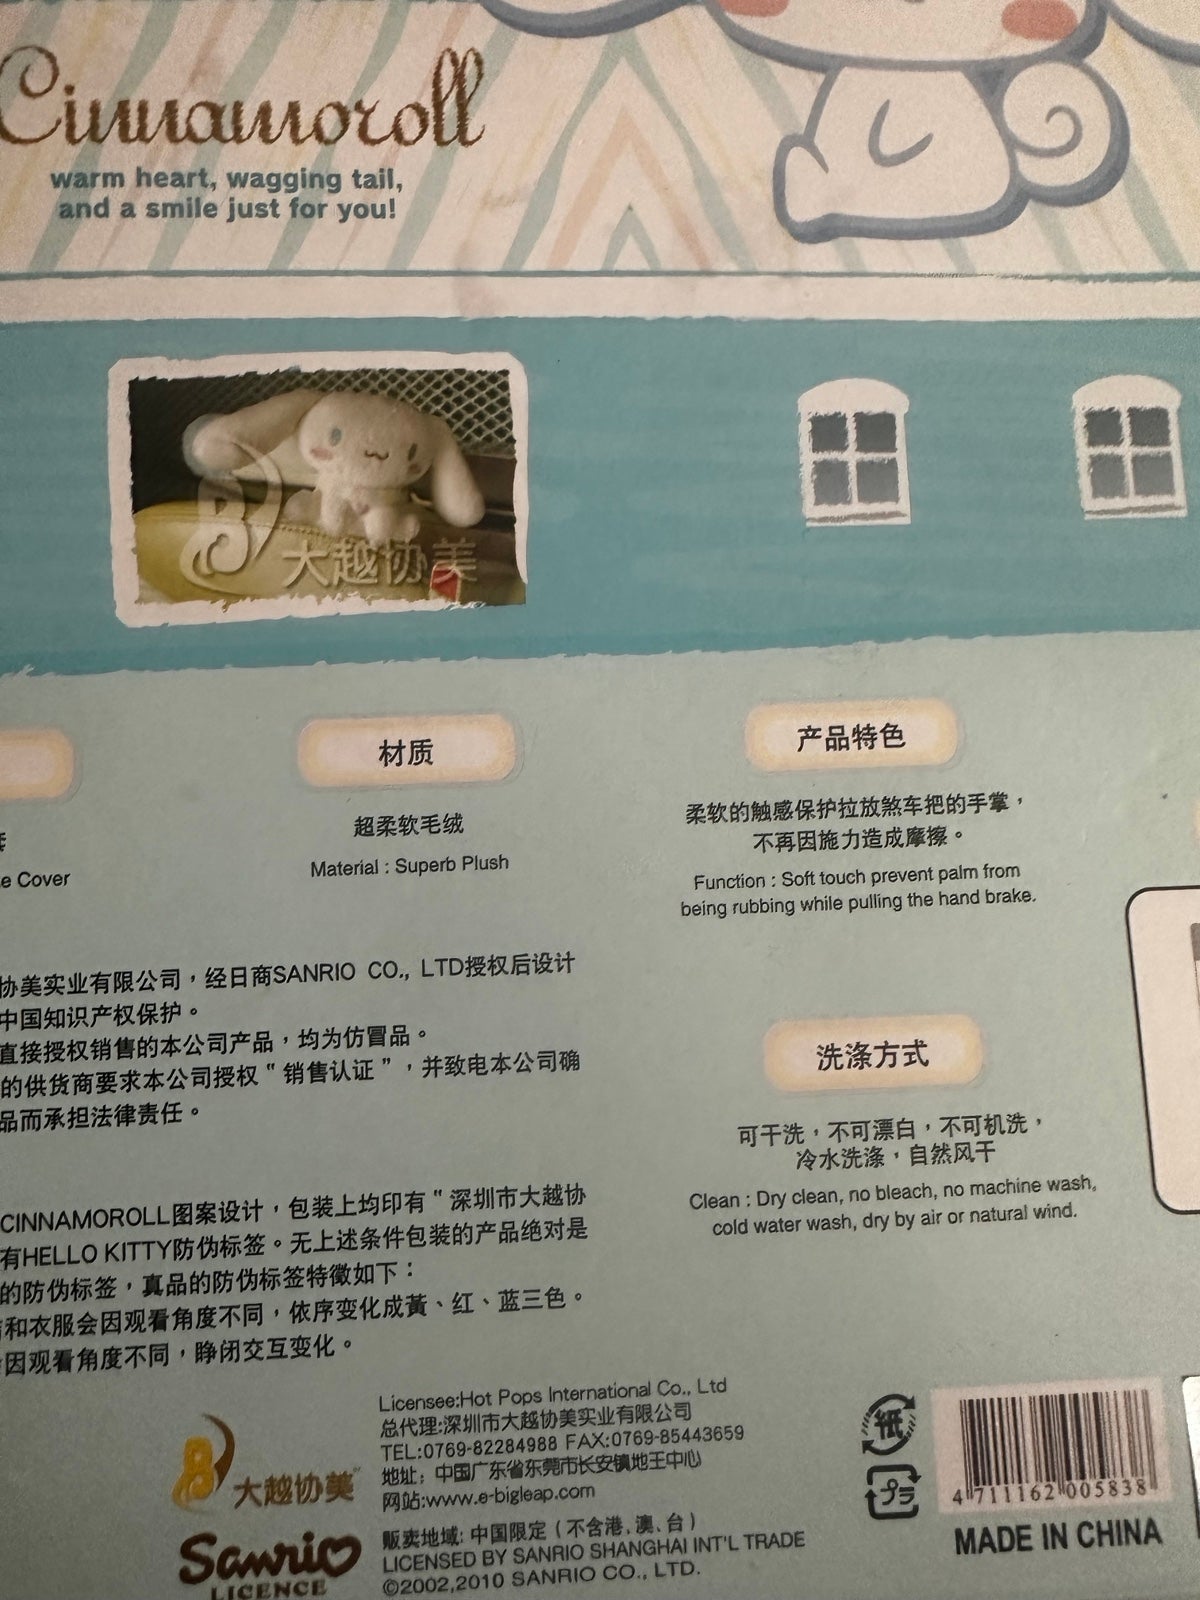 Cinnamoroll
warm heart, wagging tail,
and a smile just for you!
大越协美
材质
超柔软毛绒
Material : Superb Plush
产品特色
柔软的触感保护拉放煞车把的手掌，
不再因施力造成摩擦。
Function : Soft touch prevent palm from
being rubbing while pulling the hand brake.
e Cover
协美实业有限公司，经日商SANRIO CO., LTD授权后设计
中国知识产权保护。
直接授权销售的本公司产品，均为仿冒品。
的供货商要求本公司授权“销售认证”，并致电本公司确
品而承担法律责任。
洗涤方式
可干洗，不可漂白，不可机洗，
冷水洗涤，自然风干
Clean : Dry clean, no bleach, no machine wash,
cold water wash, dry by air or natural wind.
CINNAMOROLL图案设计，包装上均印有“深圳市大越协
有HELLO KITTY防伪标签。无上述条件包装的产品绝对是
的防伪标签，真品的防伪标签特徵如下：
和衣服会因观看角度不同，依序变化成黃、红、蓝三色。
因观看角度不同，睁闭交互变化。
大越协美
Licensee:Hot Pops International Co., Ltd
总代理:深圳市大越协美实业有限公司
TEL:0769-82284988 FAX:0769-85443659
地址：中国广东省东莞市长安镇地王中心
网站:www.e-bigleap.com
Sanrio
LICENCE
贩卖地域: 中国限定（不含港、澳、台）
LICENSED BY SANRIO SHANGHAI INT'L TRADE
©2002,2010 SANRIO CO., LTD.
紙
プラ
4 711162 005838
MADE IN CHINA